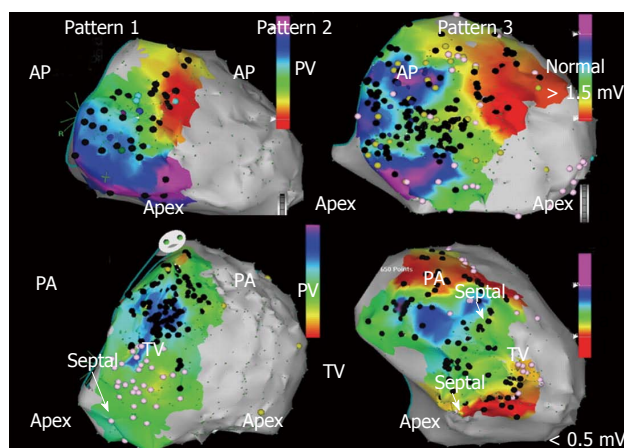 Pattern 1 Pattern 2 Pattern 3
AP AP PV AP Normal
> 1.5 mV
Apex Apex Apex
PA PA PV PA
650 Points
Septal
Septal TV TV TV
Septal
Apex Apex Apex
< 0.5 mV